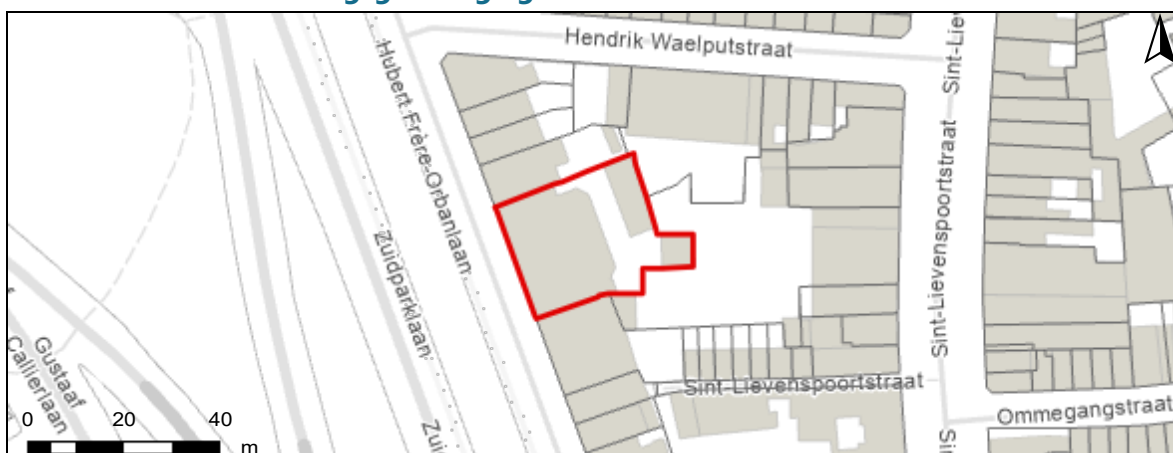 Hendrik Waelputstraat
Hubert Frère-Orbanlaan
Zuidparklaan
Gustaaf
Callierlaan
Sint-Lievenspoortstraat
Sint-Lievenspoortstraat
Ommegangstraat
0 20 40
m